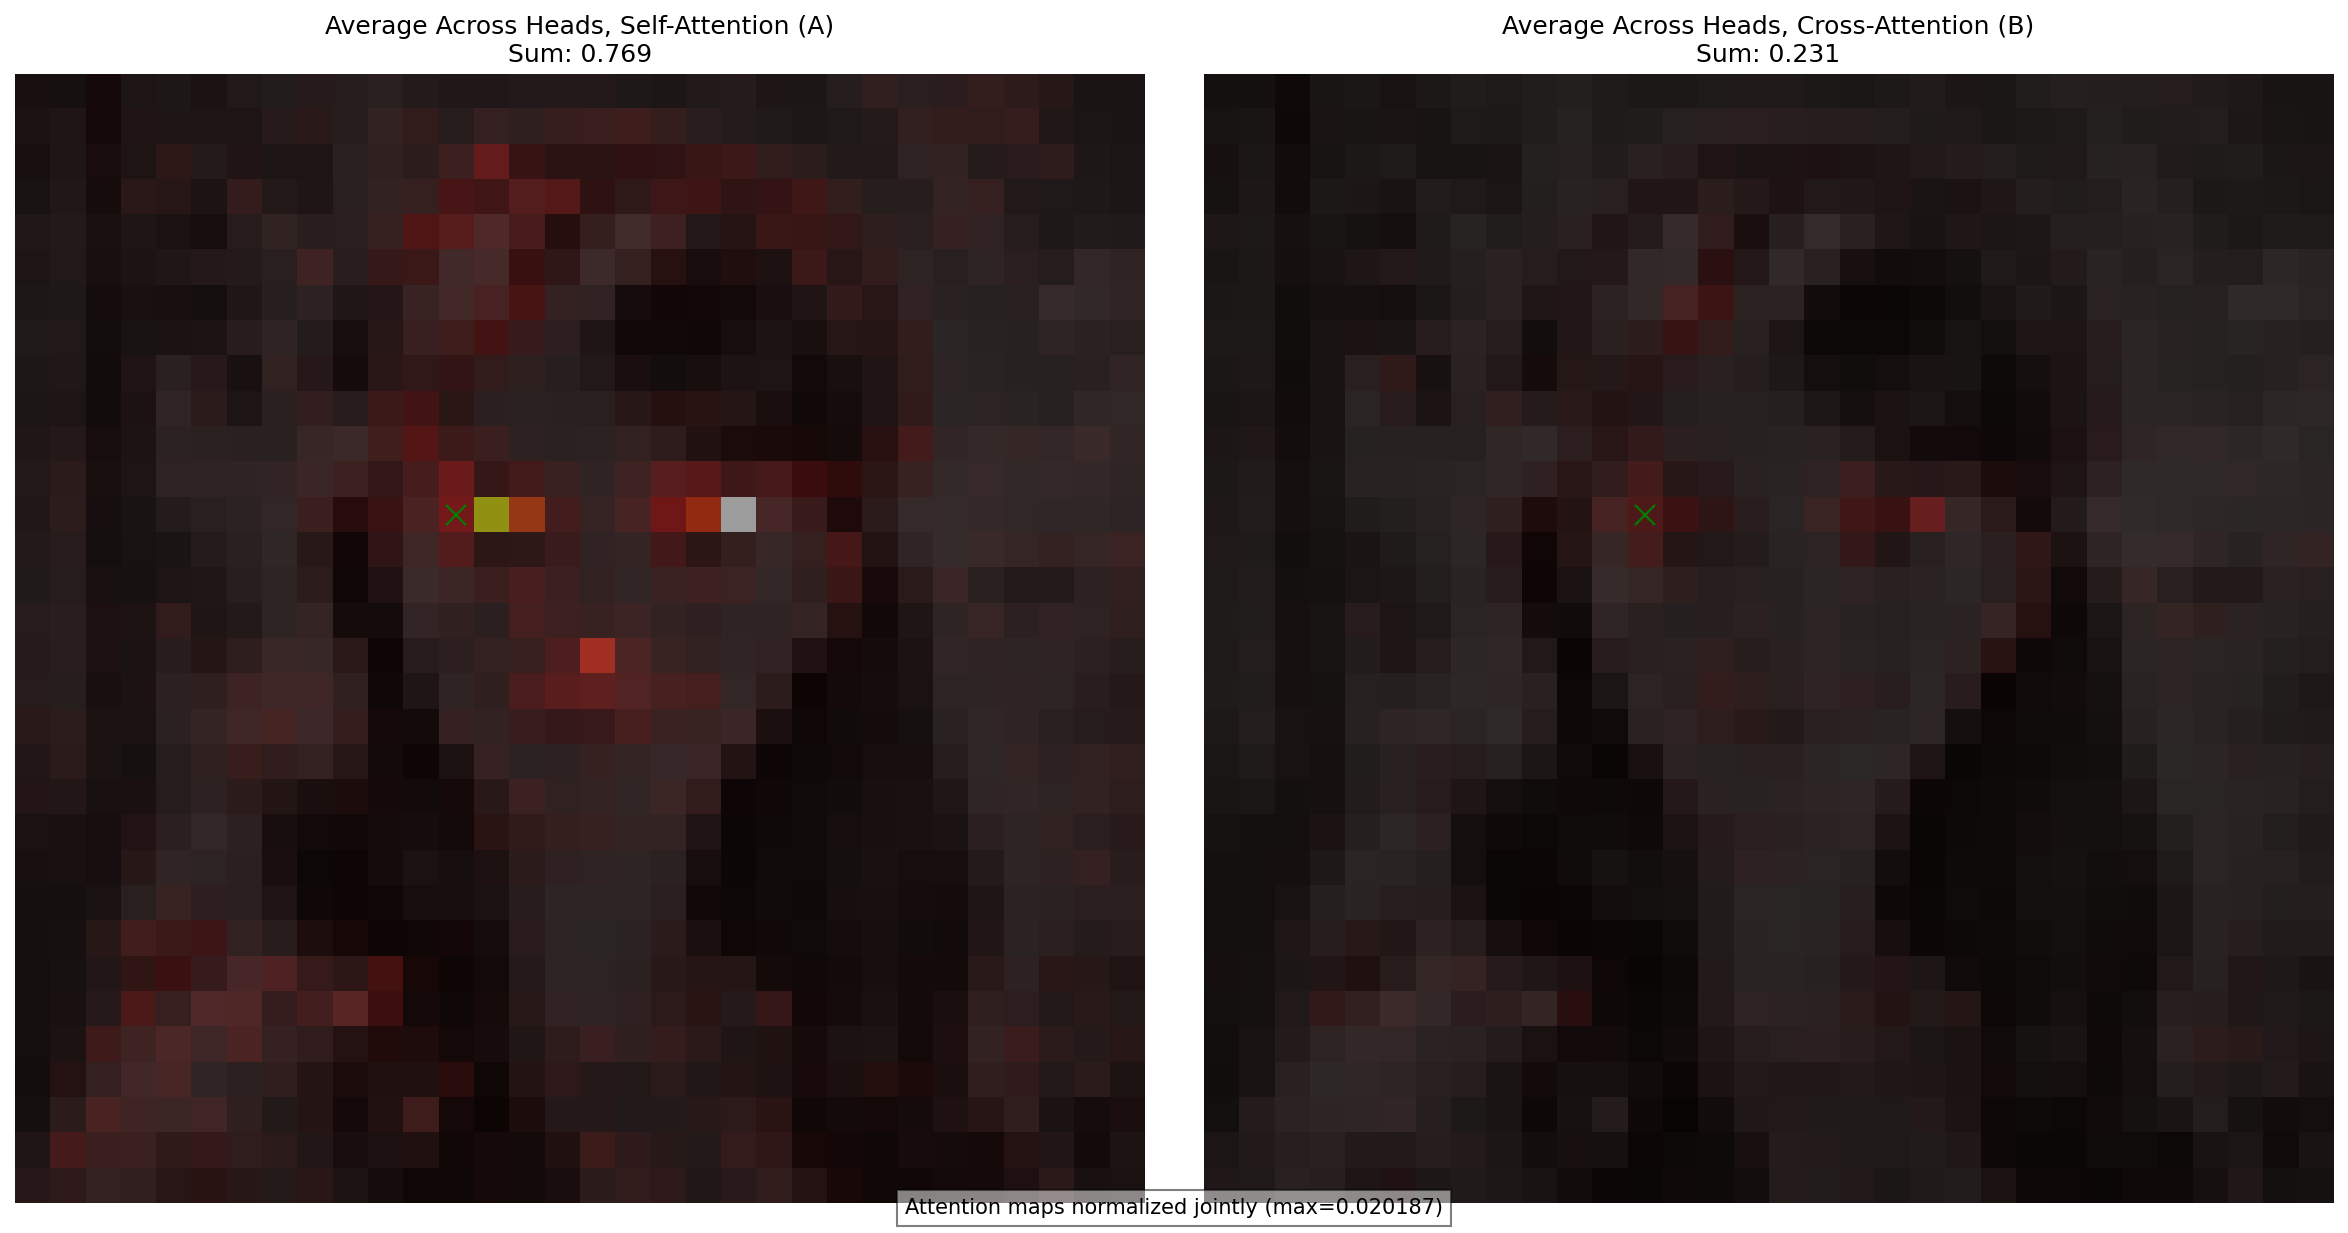 Average Across Heads, Self-Attention (A)
Sum: 0.769
Average Across Heads, Cross-Attention (B)
Sum: 0.231
Attention maps normalized jointly (max=0.020187)